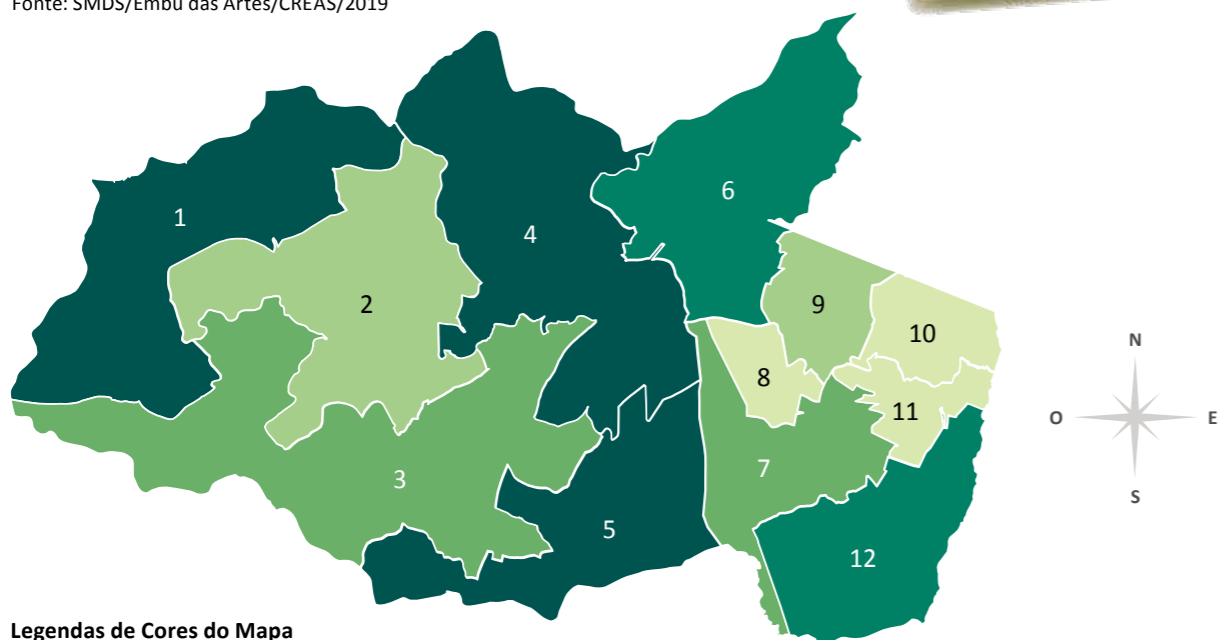 Fonte: SMDS/Embu das Artes/CREAS/2019
1
2
3
4
5
6
7
8
9
10
11
12
N
O
E
S
Legendas de Cores do Mapa